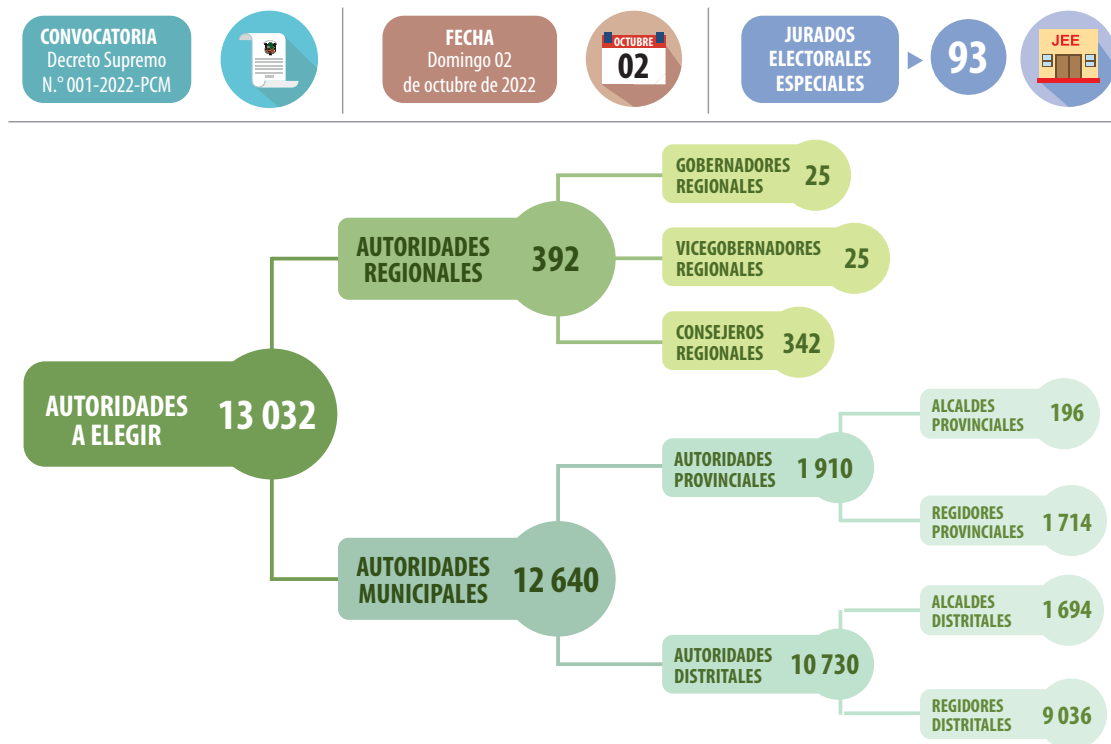 CONVOCATORIA
Decreto Supremo
N.° 001-2022-PCM
FECHA
Domingo 02
de octubre de 2022
OCTUBRE
02
JURADOS
ELECTORALES
ESPECIALES
93
JEE
AUTORIDADES
A ELEGIR
13 032
AUTORIDADES
REGIONALES
392
GOBERNADORES
REGIONALES
25
VICEGOBERNADORES
REGIONALES
25
CONSEJEROS
REGIONALES
342
AUTORIDADES
MUNICIPALES
12 640
AUTORIDADES
PROVINCIALES
1 910
ALCALDES
PROVINCIALES
196
REGIDORES
PROVINCIALES
1 714
AUTORIDADES
DISTRITALES
10 730
ALCALDES
DISTRITALES
1 694
REGIDORES
DISTRITALES
9 036